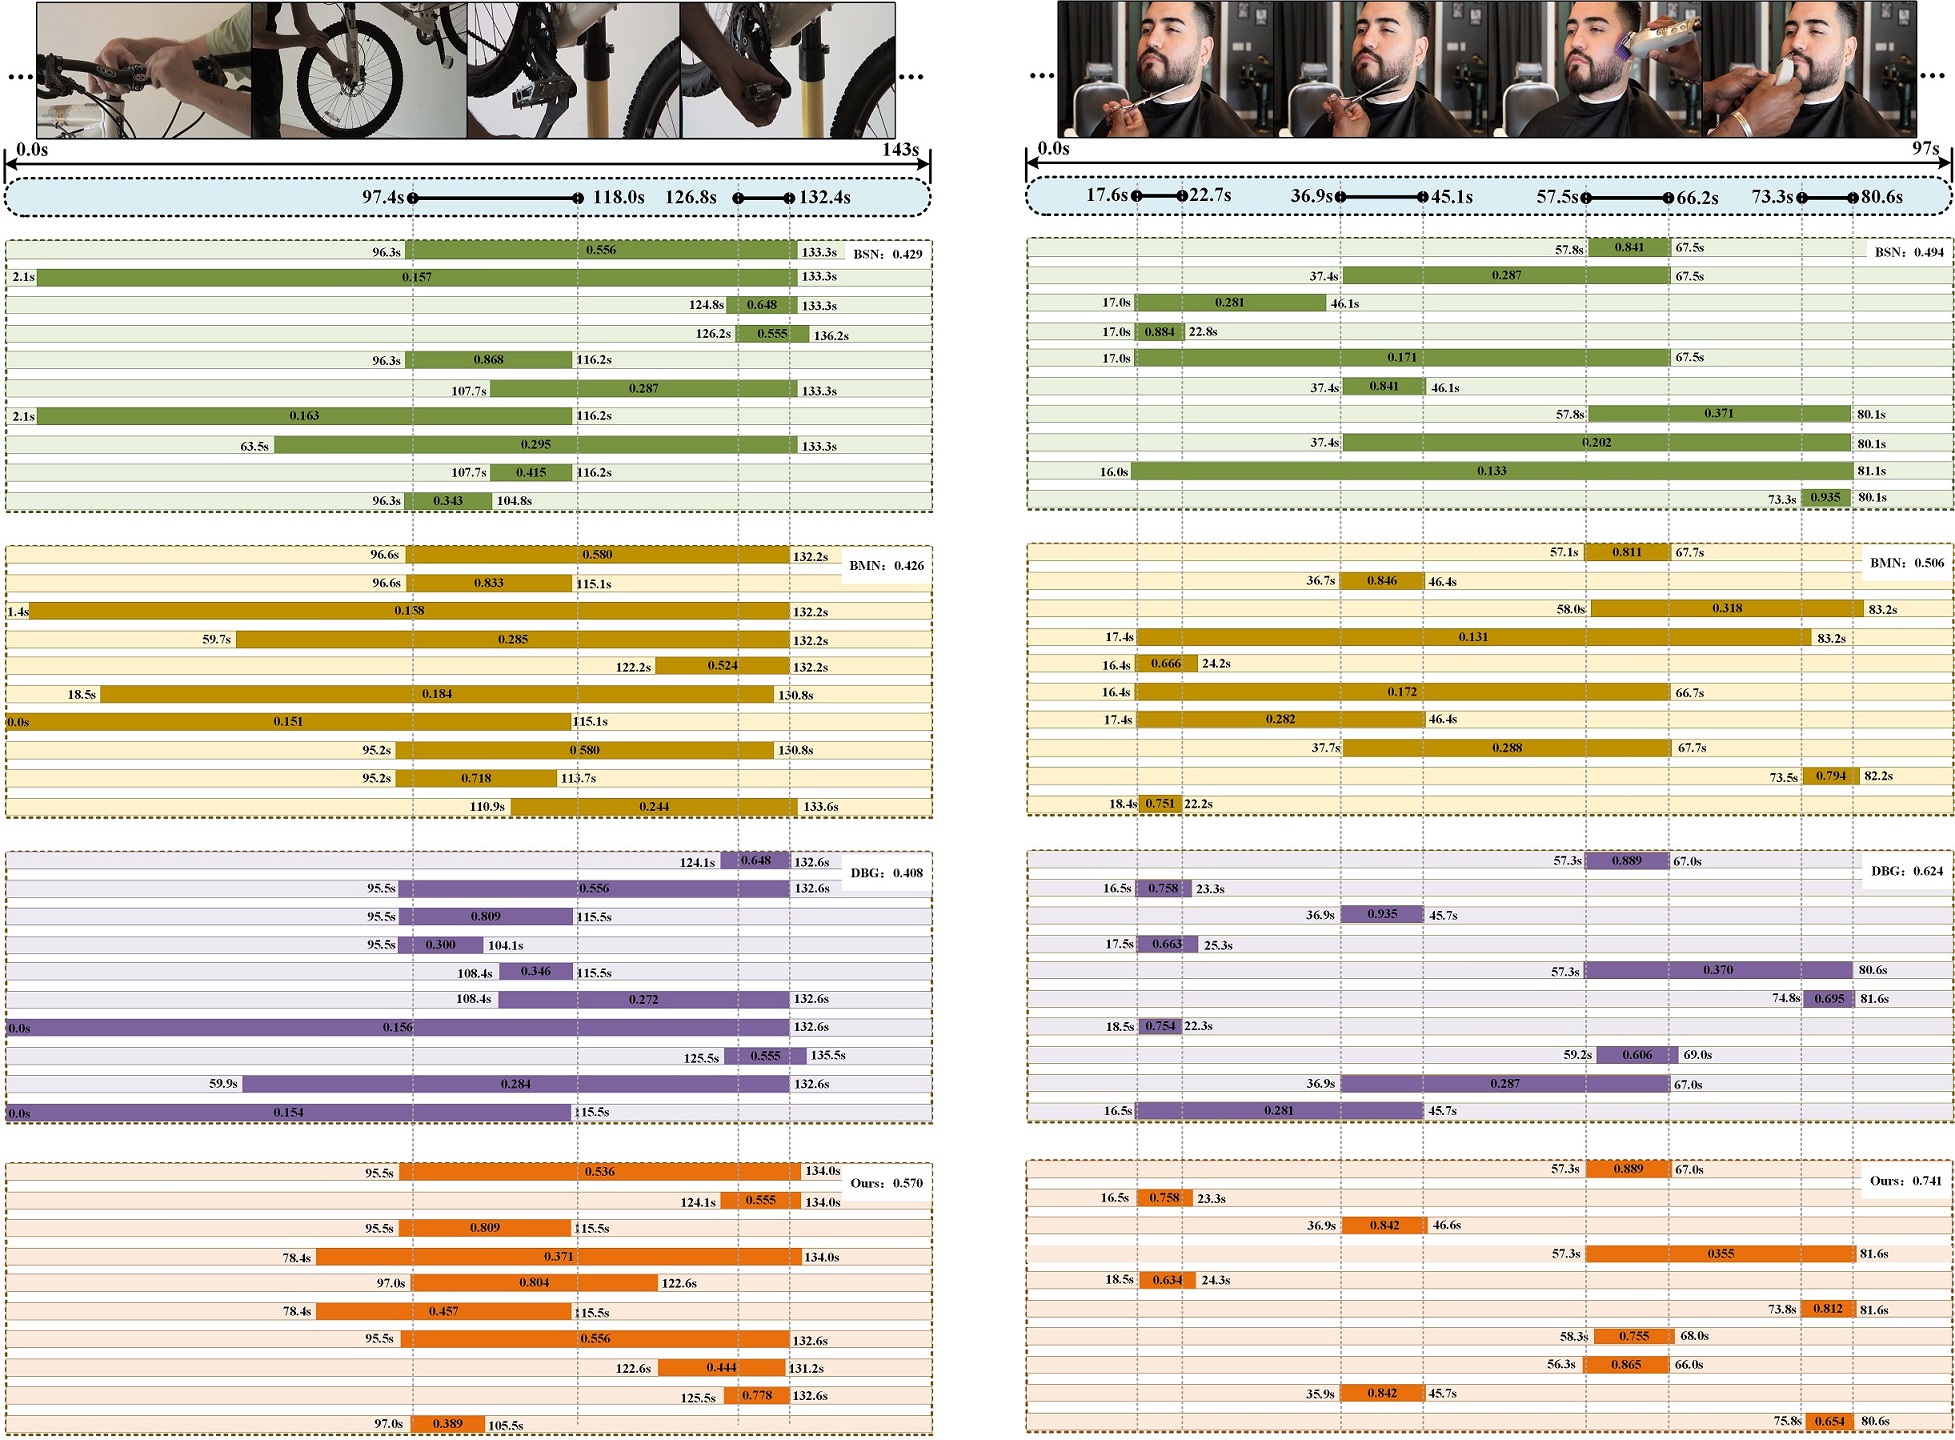 0.0s 143s
97.4s 118.0s 126.8s 132.4s
96.3s 0.556 133.3s BSN: 0.429
2.1s 0.157 133.3s
124.8s 0.648 133.3s
126.2s 0.555 136.2s
96.3s 0.868 116.2s
107.7s 0.287 133.3s
2.1s 0.163 116.2s
63.5s 0.295 133.3s
107.7s 0.415 116.2s
96.3s 0.343 104.8s
96.6s 0.580 132.2s BMN: 0.426
96.6s 0.833 115.1s
1.4s 0.158 132.2s
59.7s 0.285 132.2s
122.2s 0.524 132.2s
18.5s 0.184 130.8s
0.0s 0.151 115.1s
95.2s 0.580 130.8s
95.2s 0.718 113.7s
110.9s 0.244 133.6s
124.1s 0.648 132.6s DBG: 0.408
95.5s 0.556 132.6s
95.5s 0.809 115.5s
95.5s 0.300 104.1s
108.4s 0.346 115.5s
108.4s 0.272 132.6s
0.0s 0.156 132.6s
125.5s 0.555 135.5s
59.9s 0.284 132.6s
0.0s 0.154 115.5s
95.5s 0.536 134.0s Ours: 0.570
124.1s 0.555 134.0s
95.5s 0.809 115.5s
78.4s 0.371 134.0s
97.0s 0.804 122.6s
78.4s 0.457 115.5s
95.5s 0.556 132.6s
122.6s 0.444 131.2s
125.5s 0.778 132.6s
97.0s 0.389 105.5s
0.0s 97s
17.6s 22.7s 36.9s 45.1s 57.5s 66.2s 73.3s 80.6s
57.8s 0.841 67.5s BSN: 0.494
37.4s 0.287 67.5s
17.0s 0.281 46.1s
17.0s 0.884 22.8s
17.0s 0.171 67.5s
37.4s 0.841 46.1s
57.8s 0.371 80.1s
37.4s 0.202 80.1s
16.0s 0.133 81.1s
73.3s 0.935 80.1s
57.1s 0.811 67.7s BMN: 0.506
36.7s 0.846 46.4s
58.0s 0.318 83.2s
17.4s 0.131 83.2s
16.4s 0.666 24.2s
16.4s 0.172 66.7s
17.4s 0.282 46.4s
37.7s 0.288 67.7s
73.5s 0.794 82.2s
18.4s 0.751 22.2s
57.3s 0.889 67.0s DBG: 0.624
16.5s 0.758 23.3s
36.9s 0.935 45.7s
17.5s 0.663 25.3s
57.3s 0.370 80.6s
74.8s 0.695 81.6s
18.5s 0.754 22.3s
59.2s 0.606 69.0s
36.9s 0.287 67.0s
16.5s 0.281 45.7s
57.3s 0.889 67.0s Ours: 0.741
16.5s 0.758 23.3s
36.9s 0.842 46.6s
57.3s 0355 81.6s
18.5s 0.634 24.3s
73.8s 0.812 81.6s
58.3s 0.755 68.0s
56.3s 0.865 66.0s
35.9s 0.842 45.7s
75.8s 0.654 80.6s